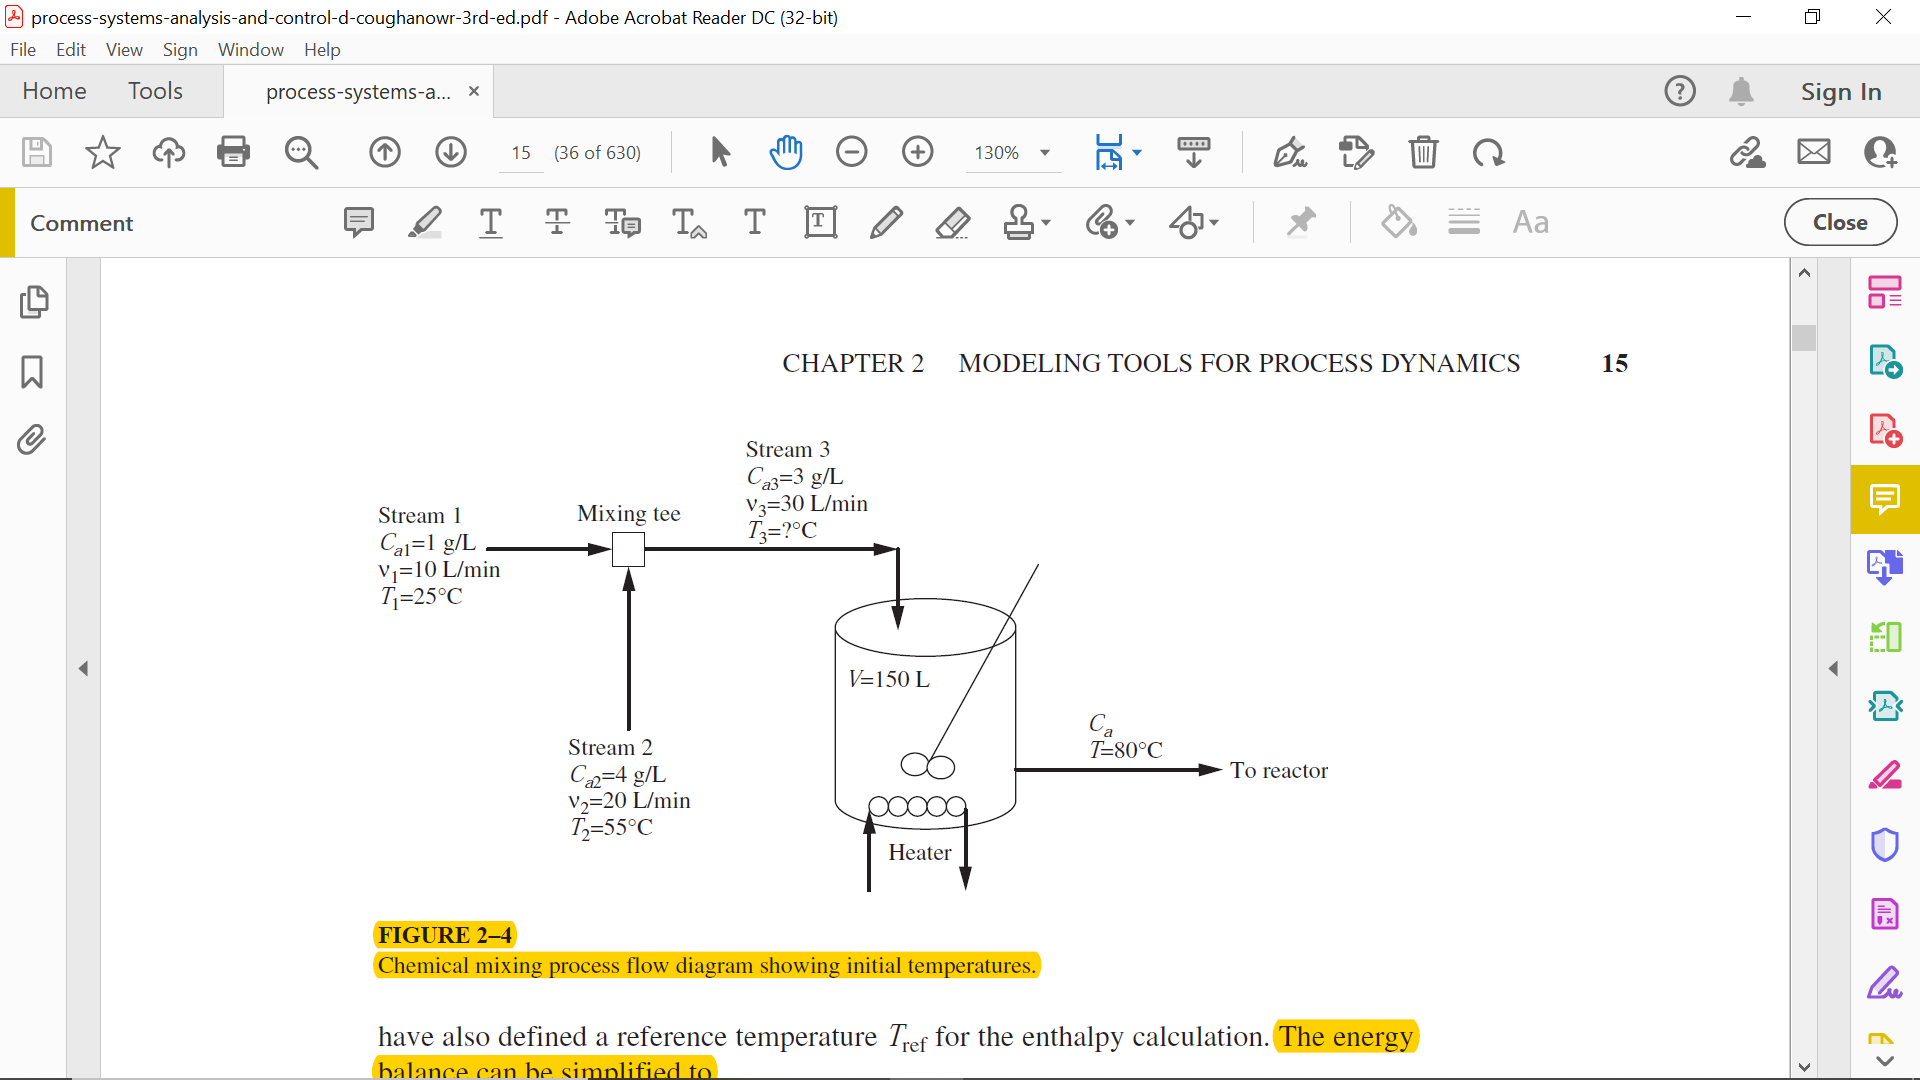 process-systems-analysis-and-control-d-coughanowr-3rd-ed.pdf - Adobe Acrobat Reader DC (32-bit)
File Edit View Sign Window Help
Home Tools process-systems-a... × Sign In
15 (36 of 630) 130%
Comment Aa Close
CHAPTER 2 MODELING TOOLS FOR PROCESS DYNAMICS 15
Stream 3
Ca3=3 g/L
v3=30 L/min
T3=?°C
Mixing tee
Stream 1
Ca1=1 g/L
v1=10 L/min
T1=25°C
V=150 L
Ca
T=80°C
To reactor
Stream 2
Ca2=4 g/L
v2=20 L/min
T2=55°C
Heater
FIGURE 2–4
Chemical mixing process flow diagram showing initial temperatures.
have also defined a reference temperature Tref for the enthalpy calculation. The energy
balance can be simplified to